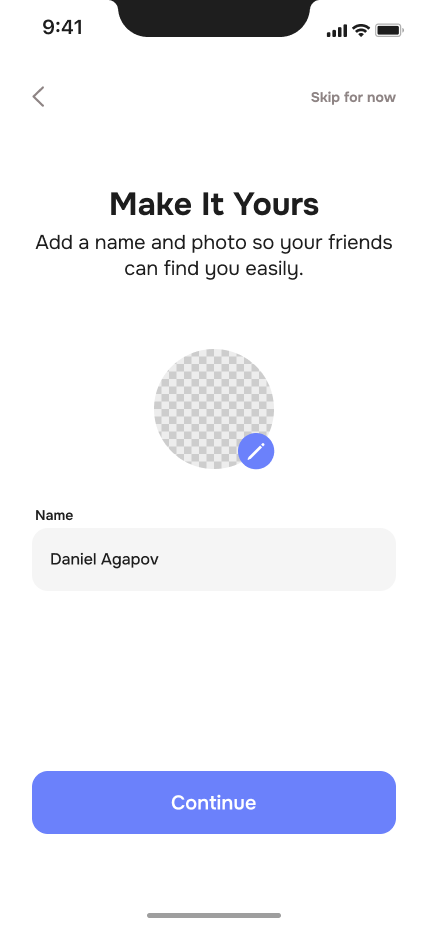 9:41
Skip for now
Make It Yours
Add a name and photo so your friends
can find you easily.
Name
Daniel Agapov
Continue